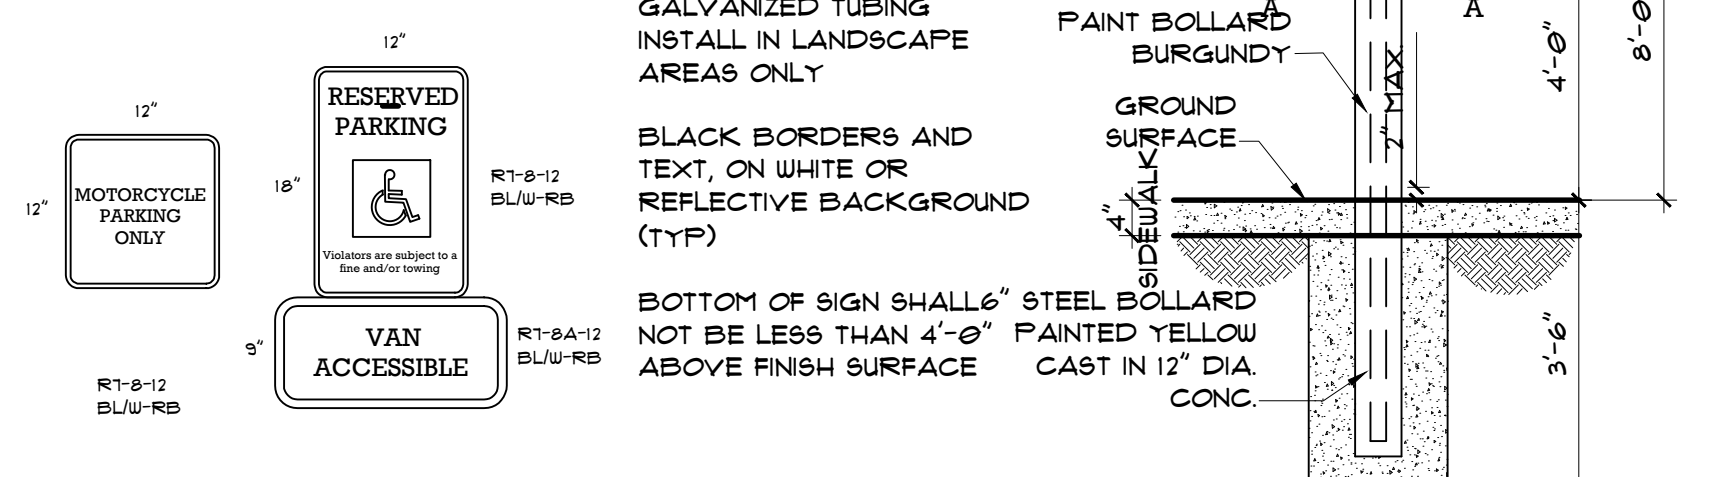 12"
MOTORCYCLE
PARKING
ONLY
12"
R7-8-12
BL/W-RB
12"
RESERVED
PARKING
Violators are subject to a
fine and/or towing
18"
R7-8-12
BL/W-RB
VAN
ACCESSIBLE
9"
R7-8A-12
BL/W-RB
GALVANIZED TUBING
INSTALL IN LANDSCAPE
AREAS ONLY
BLACK BORDERS AND
TEXT, ON WHITE OR
REFLECTIVE BACKGROUND
(TYP)
BOTTOM OF SIGN SHALL
NOT BE LESS THAN 4'-0"
ABOVE FINISH SURFACE
A
A
PAINT BOLLARD
BURGUNDY
GROUND
SURFACE
SIDEWALK
4"
2" MAX.
6" STEEL BOLLARD
PAINTED YELLOW
CAST IN 12" DIA.
CONC.
4'-0"
8'-0
3'-6"